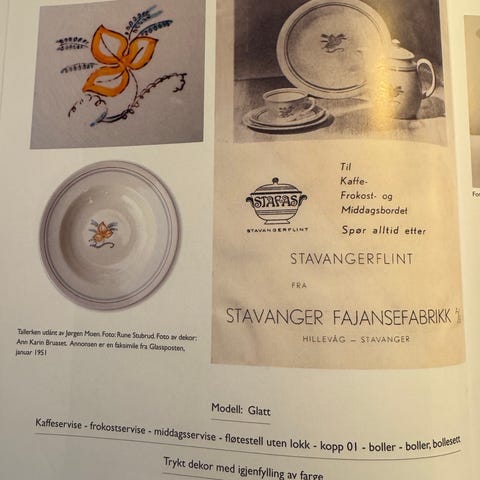 Til
Kaffe-
Frokost- og
Middagsbordet
Spør alltid etter
STAFAS
STAVANGERFLINT
STAVANGERFLINT
FRA
STAVANGER FAJANSEFABRIKK A/S
HILLEVÅG – STAVANGER
Tallerken utlånt av Jørgen Moen. Foto: Rune Stubrud. Foto av dekor:
Ann Karin Bruaset. Annonsen er en faksimile fra Glassposten,
januar 1951
Modell: Glatt
Kaffeservise - frokostservise - middagsservise - fløtestell uten lokk - kopp 01 - boller - boller, bollesett
Trykt dekor med igjenfylling av farge